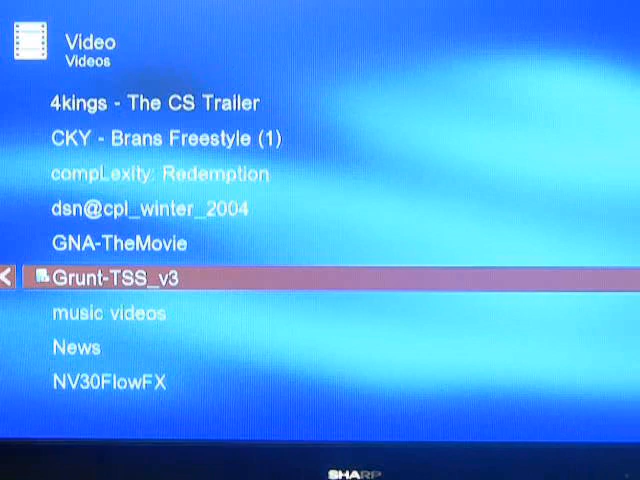 Video
Videos
4kings - The CS Trailer
CKY - Brans Freestyle (1)
compLexity: Redemption
dsn@cpl_winter_2004
GNA-TheMovie
Grunt-TSS_v3
music videos
News
NV30FlowFX
SHARP